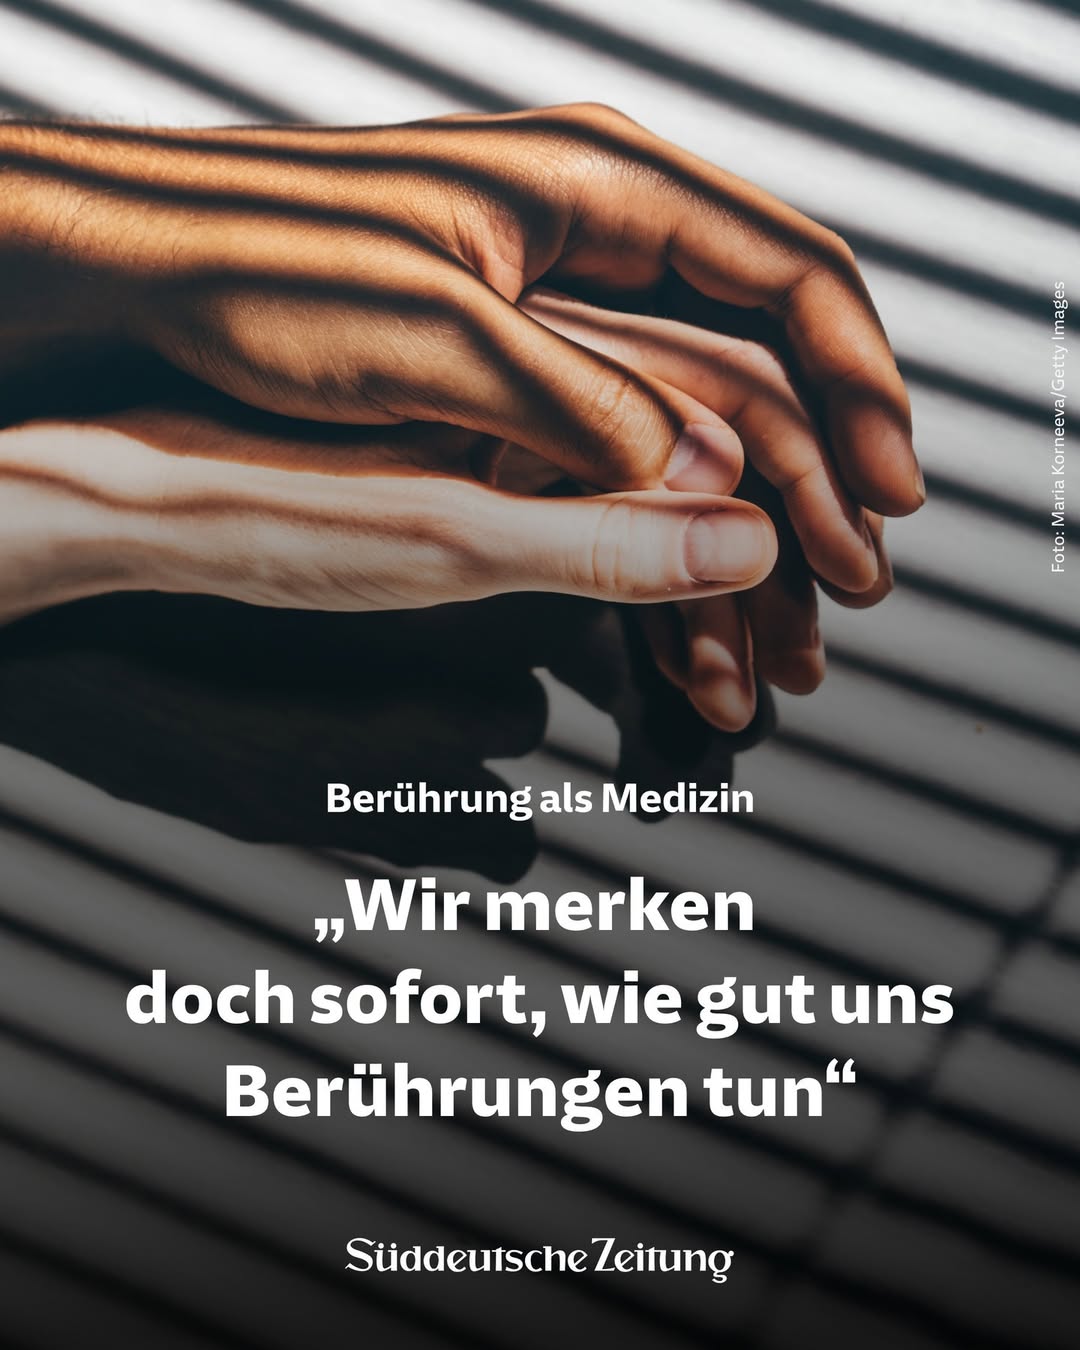 Foto: Maria Korneeva/Getty Images
Berührung als Medizin
„Wir merken
doch sofort, wie gut uns
Berührungen tun“
Süddeutsche Zeitung